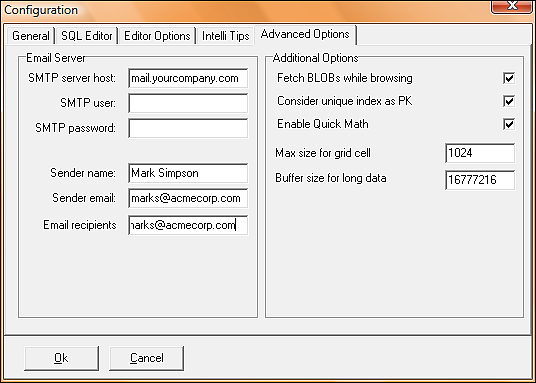 Configuration
General SQL Editor Editor Options Intelli Tips Advanced Options
Email Server
SMTP server host: mail.yourcompany.com
SMTP user:
SMTP password:
Sender name: Mark Simpson
Sender email: marks@acmecorp.com
Email recipients arks@acmecorp.com
Additional Options
Fetch BLOBs while browsing
Consider unique index as PK
Enable Quick Math
Max size for grid cell 1024
Buffer size for long data 16777216
Ok Cancel